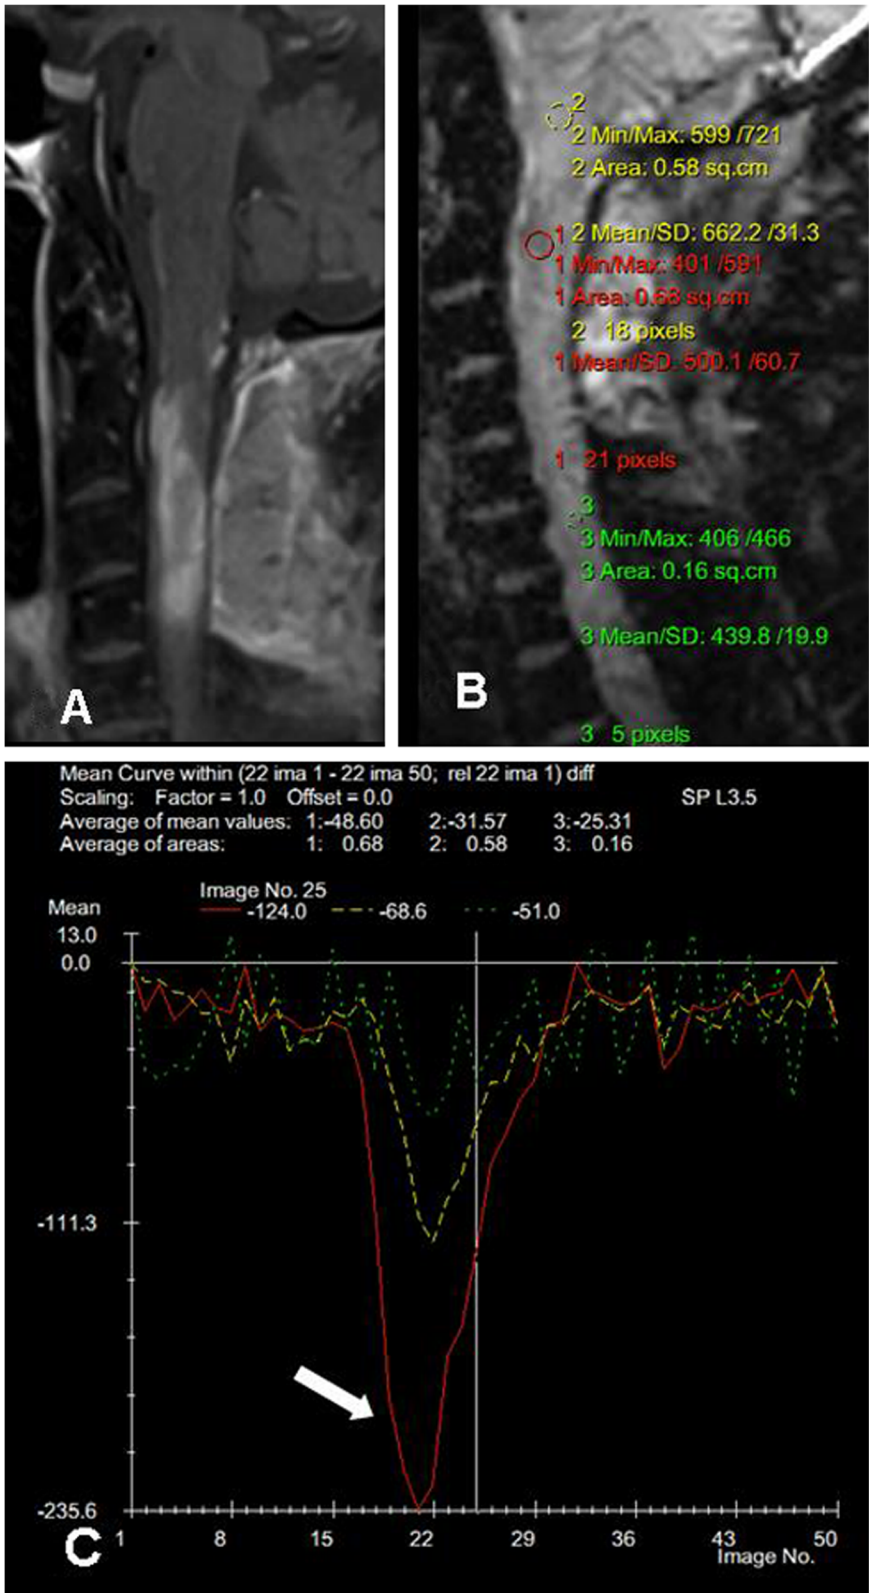 A
2
2 Min/Max: 599 /721
2 Area: 0.58 sq.cm
1 2 Mean/SD: 662.2 /31.3
1 Min/Max: 401 /591
1 Area: 0.68 sq.cm
2 18 pixels
1 Mean/SD: 500.1 /60.7
1 21 pixels
3
3 Min/Max: 406 /466
3 Area: 0.16 sq.cm
3 Mean/SD: 439.8 /19.9
B
3 5 pixels
Mean Curve within (22 ima 1 - 22 ima 50; rel 22 ima 1) diff
Scaling: Factor = 1.0 Offset = 0.0 SP L3.5
Average of mean values: 1:-48.60 2:-31.57 3:-25.31
Average of areas: 1: 0.68 2: 0.58 3: 0.16
Image No. 25
Mean -124.0 -68.6 -51.0
13.0
0.0
-111.3
-235.6
C 1 8 15 22 29 36 43 50
Image No.